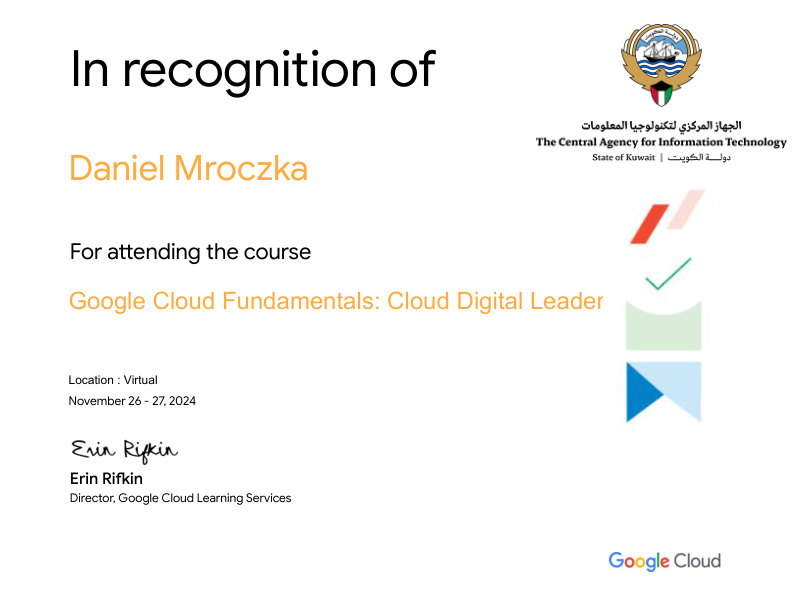 In recognition of
دولة الكويت
الجهاز المركزي لتكنولوجيا المعلومات
The Central Agency for Information Technology
State of Kuwait | دولـــة الكويت
Daniel Mroczka
For attending the course
Google Cloud Fundamentals: Cloud Digital Leader
Location : Virtual
November 26 - 27, 2024
Erin Rifkin
Erin Rifkin
Director, Google Cloud Learning Services
Google Cloud